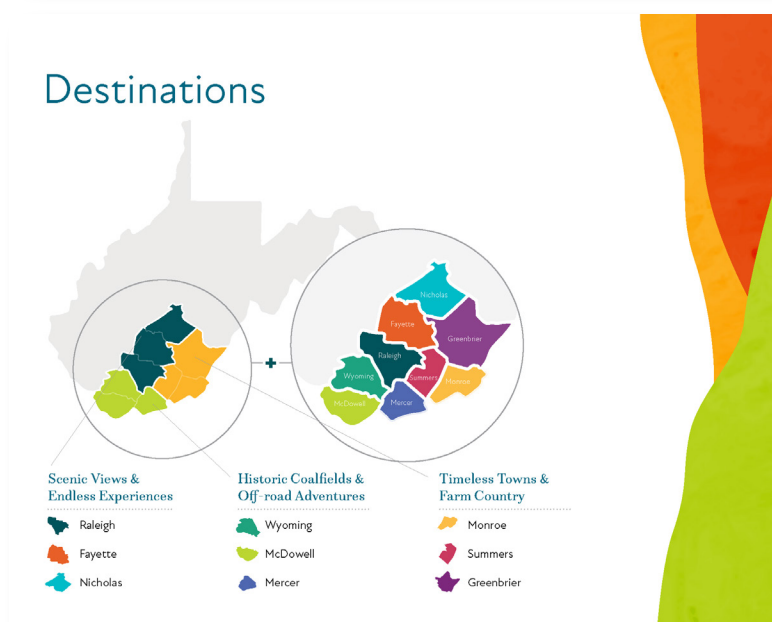 Destinations
Nicholas
Fayette
Greenbrier
Raleigh
Wyoming
Summers
Monroe
McDowell
Mercer
+
Scenic Views &
Endless Experiences
Raleigh
Fayette
Nicholas
Historic Coalfields &
Off-road Adventures
Wyoming
McDowell
Mercer
Timeless Towns &
Farm Country
Monroe
Summers
Greenbrier